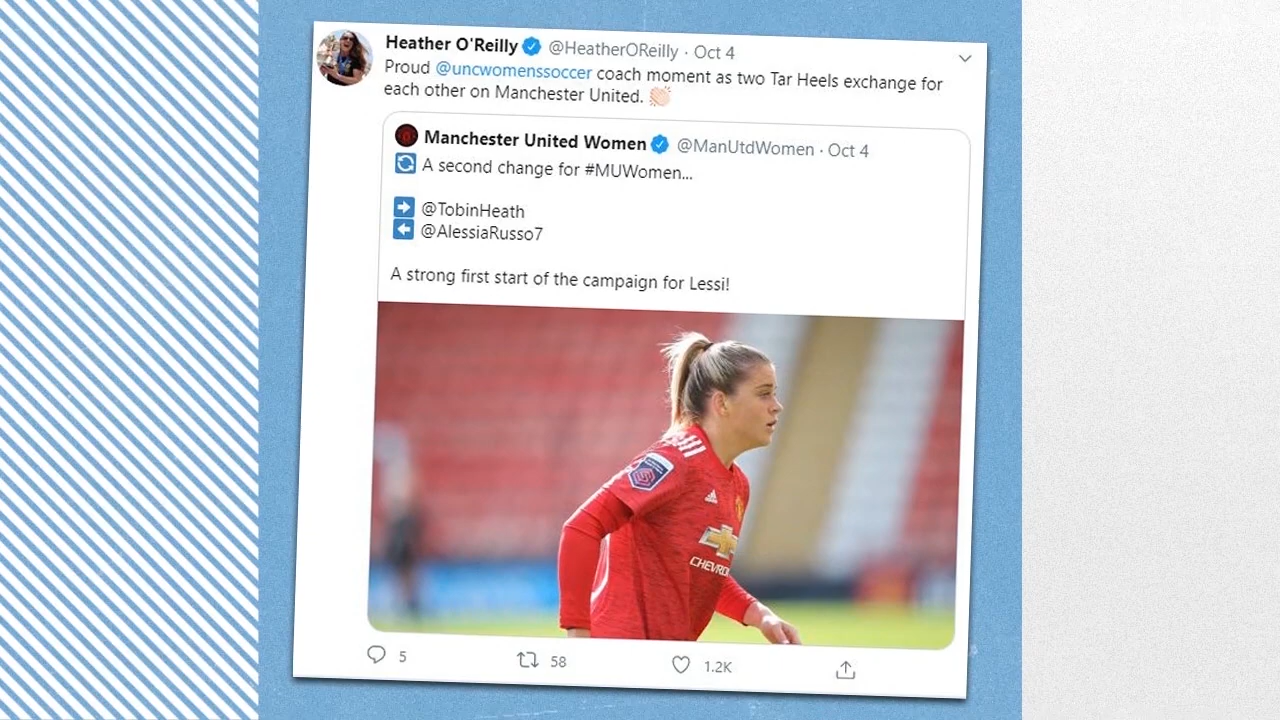 Heather O'Reilly @HeatherOReilly · Oct 4
Proud @uncwomenssoccer coach moment as two Tar Heels exchange for
each other on Manchester United. 👏🏻
Manchester United Women @ManUtdWomen · Oct 4
🔄 A second change for #MUWomen...
➡️ @TobinHeath
⬅️ @AlessiaRusso7
A strong first start of the campaign for Lessi!
CHEVROL
5 58 1.2K